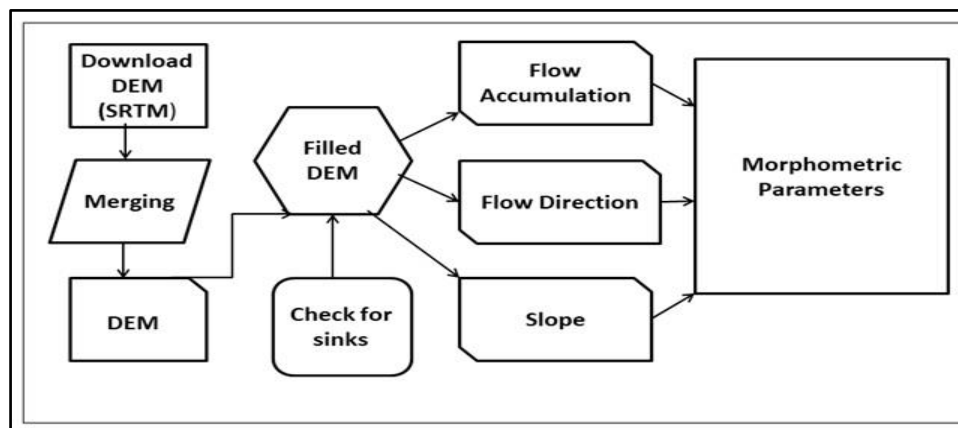 Download
DEM
(SRTM)
Merging
DEM
Filled
DEM
Check for
sinks
Flow
Accumulation
Flow Direction
Slope
Morphometric
Parameters